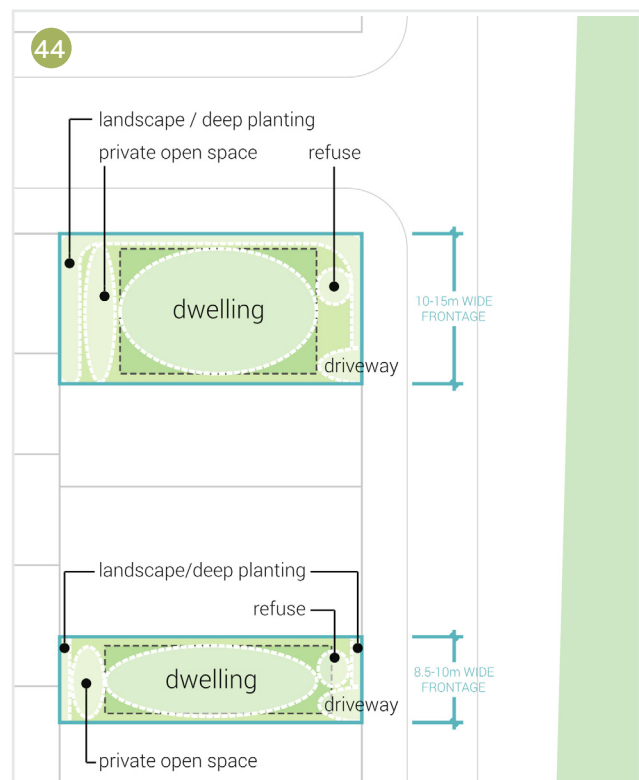 44
landscape / deep planting
private open space
refuse
dwelling
10-15m WIDE
FRONTAGE
driveway
landscape/deep planting
refuse
dwelling
8.5-10m WIDE
FRONTAGE
driveway
private open space